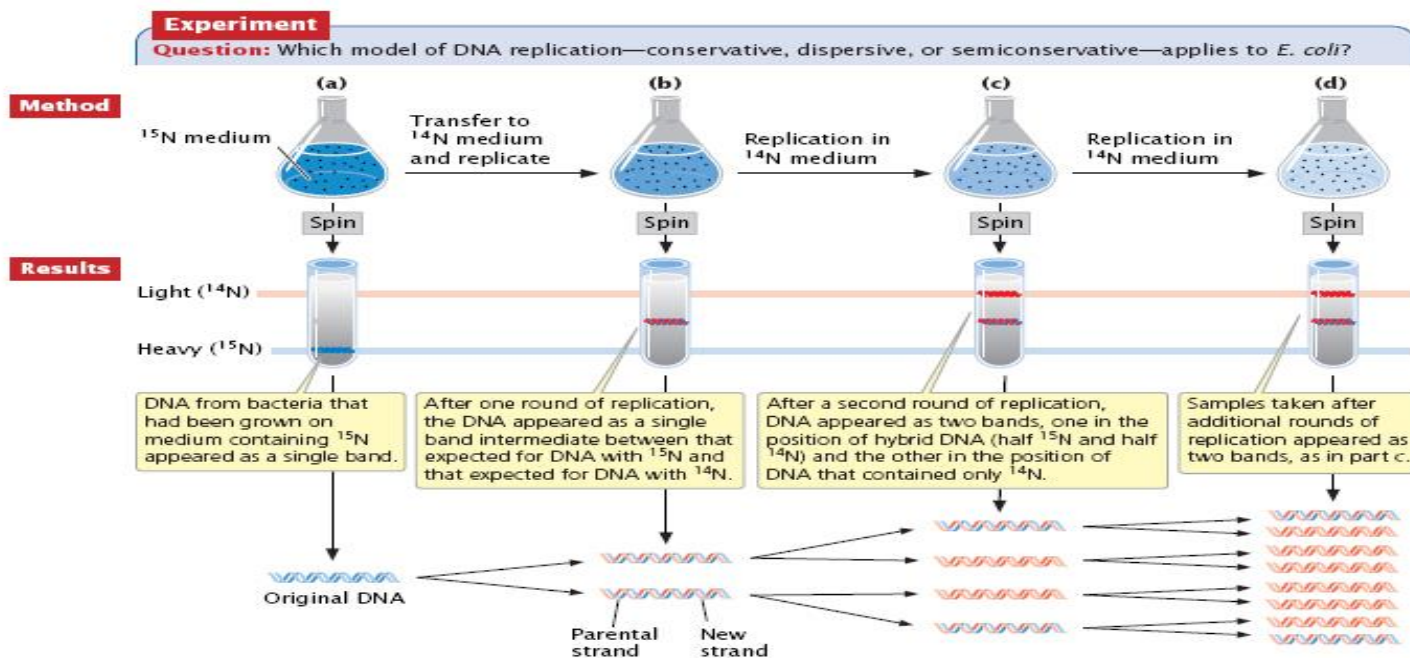 Experiment
Question: Which model of DNA replication—conservative, dispersive, or semiconservative—applies to E. coli?
(a)
(b)
(c)
(d)
Method
¹⁵N medium
Transfer to
¹⁴N medium
and replicate
Replication in
¹⁴N medium
Replication in
¹⁴N medium
Spin
Spin
Spin
Spin
Results
Light (¹⁴N)
Heavy (¹⁵N)
DNA from bacteria that
had been grown on
medium containing ¹⁵N
appeared as a single band.
After one round of replication,
the DNA appeared as a single
band intermediate between that
expected for DNA with ¹⁵N and
that expected for DNA with ¹⁴N.
After a second round of replication,
DNA appeared as two bands, one in the
position of hybrid DNA (half ¹⁵N and half
¹⁴N) and the other in the position of
DNA that contained only ¹⁴N.
Samples taken after
additional rounds of
replication appeared as
two bands, as in part c.
Original DNA
Parental
strand
New
strand